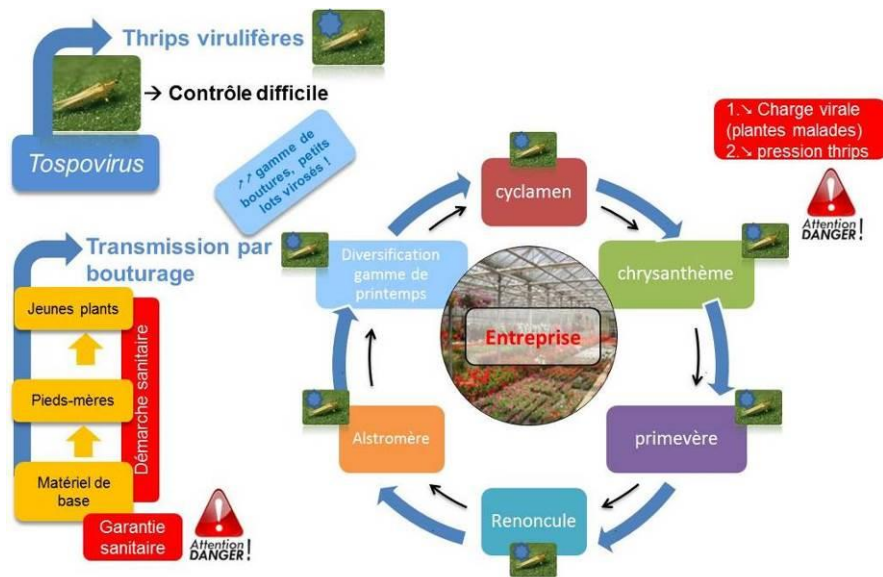 Thrips virulifères
→ Contrôle difficile
Tospovirus
↗↗ gamme de
boutures, petits
lots virosés !
1.↘ Charge virale
(plantes malades)
2.↘ pression thrips
Attention
DANGER !
cyclamen
chrysanthème
primevère
Renoncule
Alstromère
Diversification
gamme de
printemps
Entreprise
Transmission par
bouturage
Jeunes plants
Pieds-mères
Matériel de
base
Démarche sanitaire
Garantie
sanitaire
Attention
DANGER !